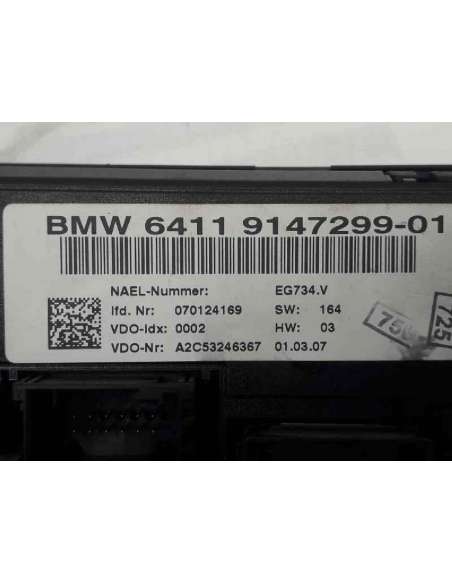 BMW 6411 9147299-01
NAEL-Nummer: EG734.V
lfd. Nr: 070124169 SW: 164
VDO-Idx: 0002 HW: 03
VDO-Nr: A2C53246367 01.03.07
725